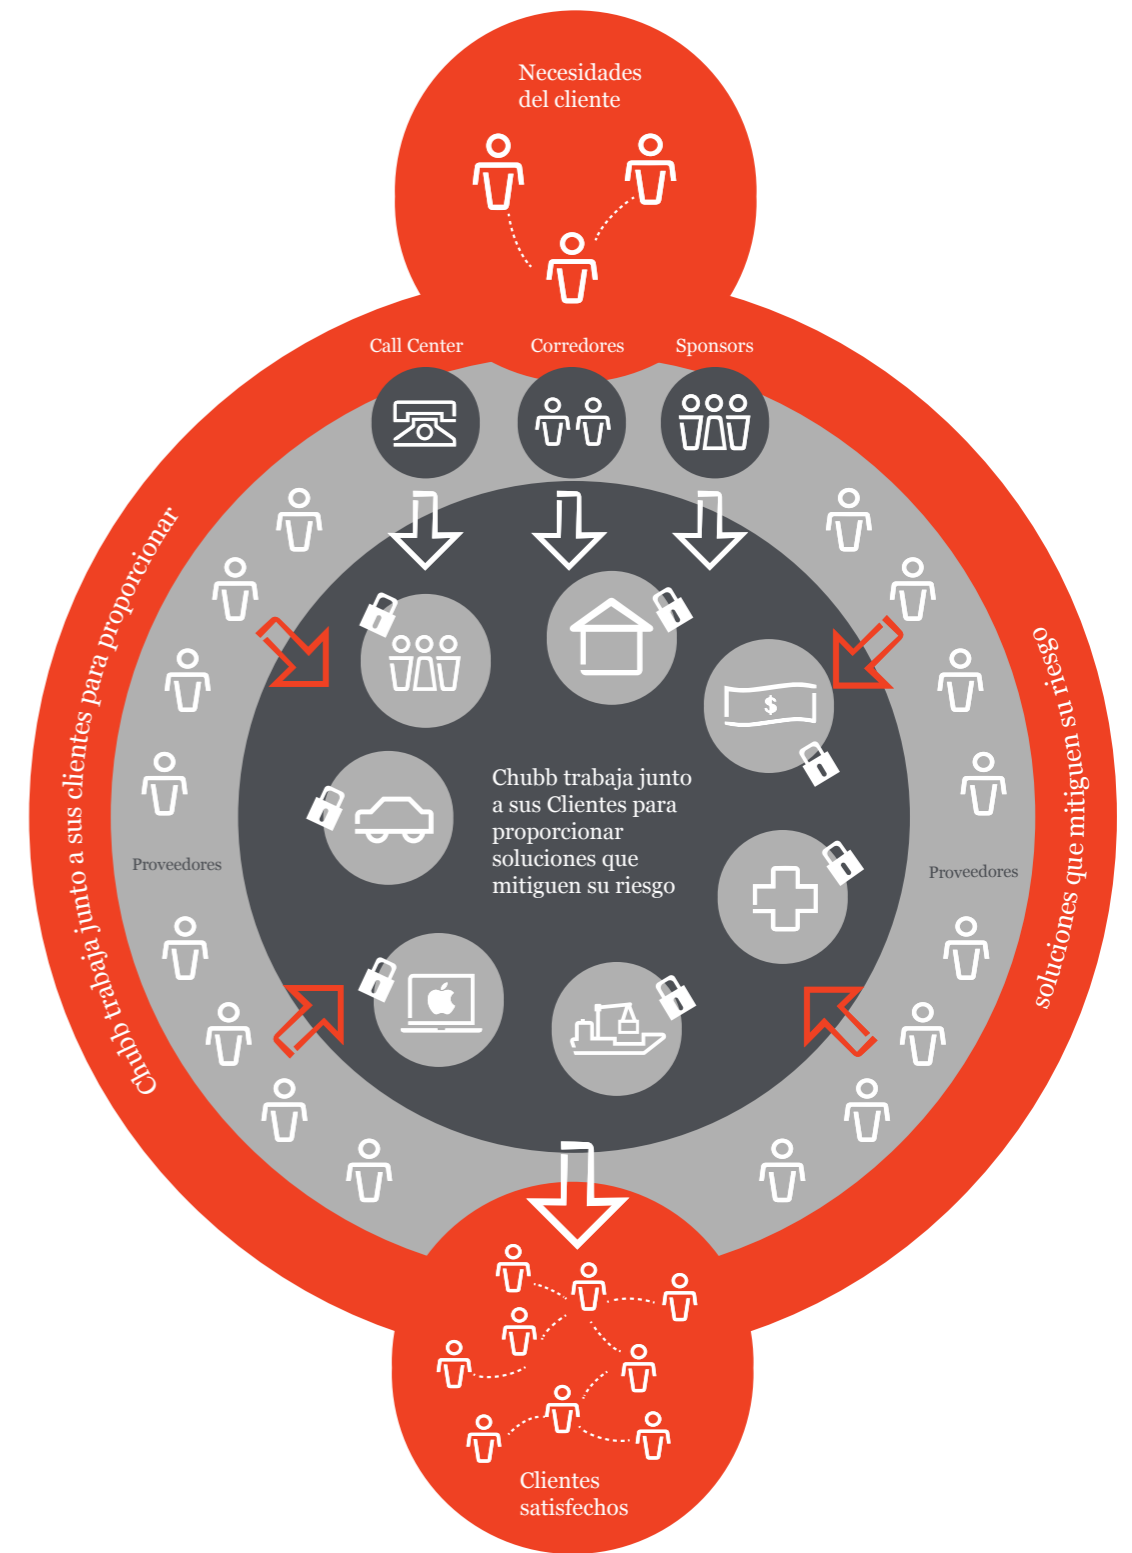 Necesidades
del cliente
Call Center
Corredores
Sponsors
Chubb trabaja junto a sus clientes para proporcionar
soluciones que mitiguen su riesgo
$
Chubb trabaja junto
a sus Clientes para
proporcionar
soluciones que
mitiguen su riesgo
Proveedores
Proveedores
Clientes
satisfechos